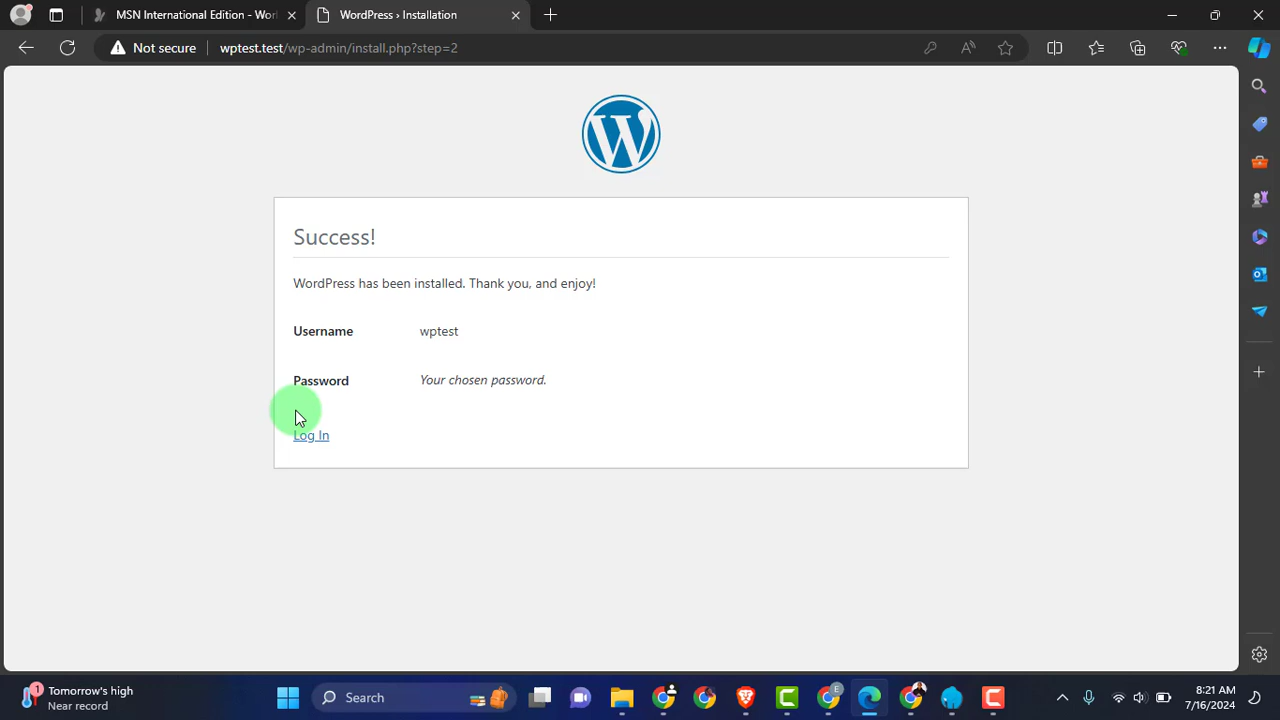 MSN International Edition - Worl
WordPress › Installation
Not secure
wptest.test/wp-admin/install.php?step=2
Success!
WordPress has been installed. Thank you, and enjoy!
Username wptest
Password Your chosen password.
Log In
1
Tomorrow's high
Near record
Search
E
8:21 AM
7/16/2024